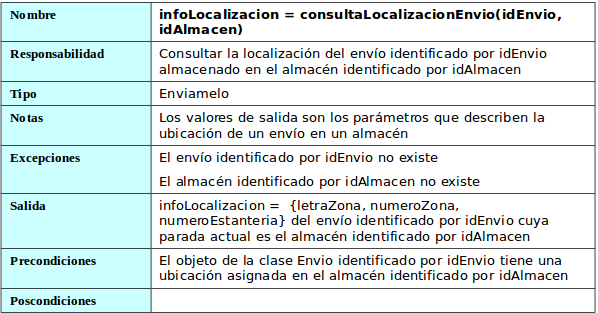 Nombre
infoLocalizacion = consultaLocalizacionEnvio(idEnvio,
idAlmacen)
Responsabilidad
Consultar la localización del envío identificado por idEnvio
almacenado en el almacén identificado por idAlmacen
Tipo
Enviamelo
Notas
Los valores de salida son los parámetros que describen la
ubicación de un envío en un almacén
Excepciones
El envío identificado por idEnvio no existe
El almacén identificado por idAlmacen no existe
Salida
infoLocalizacion = {letraZona, numeroZona,
numeroEstanteria} del envío identificado por idEnvio cuya
parada actual es el almacén identificado por idAlmacen
Precondiciones
El objeto de la clase Envio identificado por idEnvio tiene una
ubicación asignada en el almacén identificado por idAlmacen
Poscondiciones